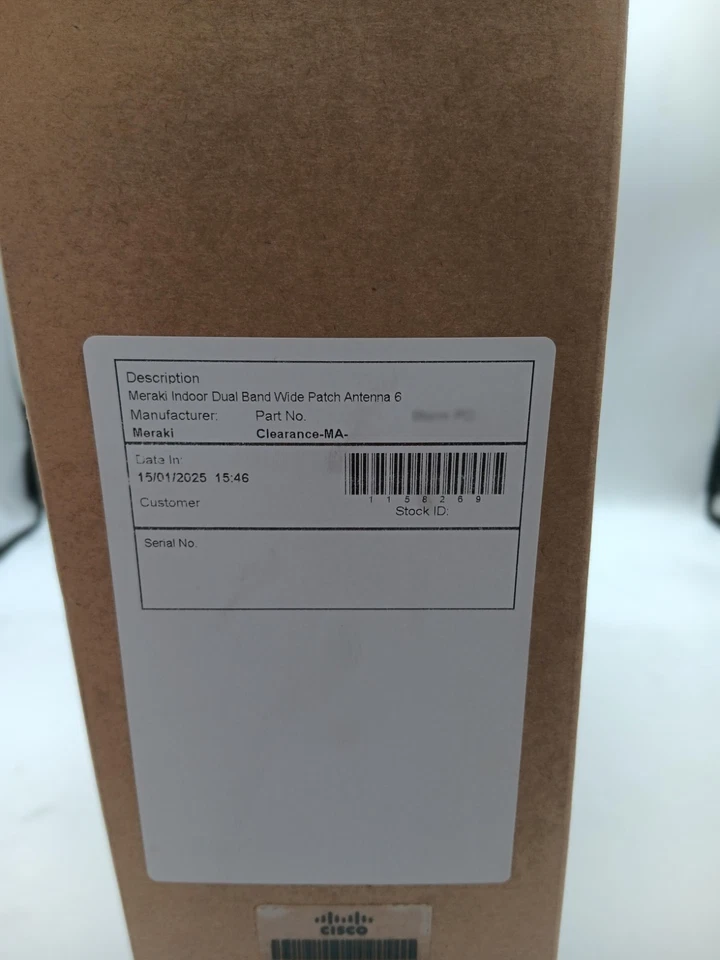 Description
Meraki Indoor Dual Band Wide Patch Antenna 6
Manufacturer: Part No.
Meraki Clearance-MA-
Data In:
15/01/2025 15:46
1 1 5 8 2 6 9
Customer
Stock ID:
Serial No.
CISCO